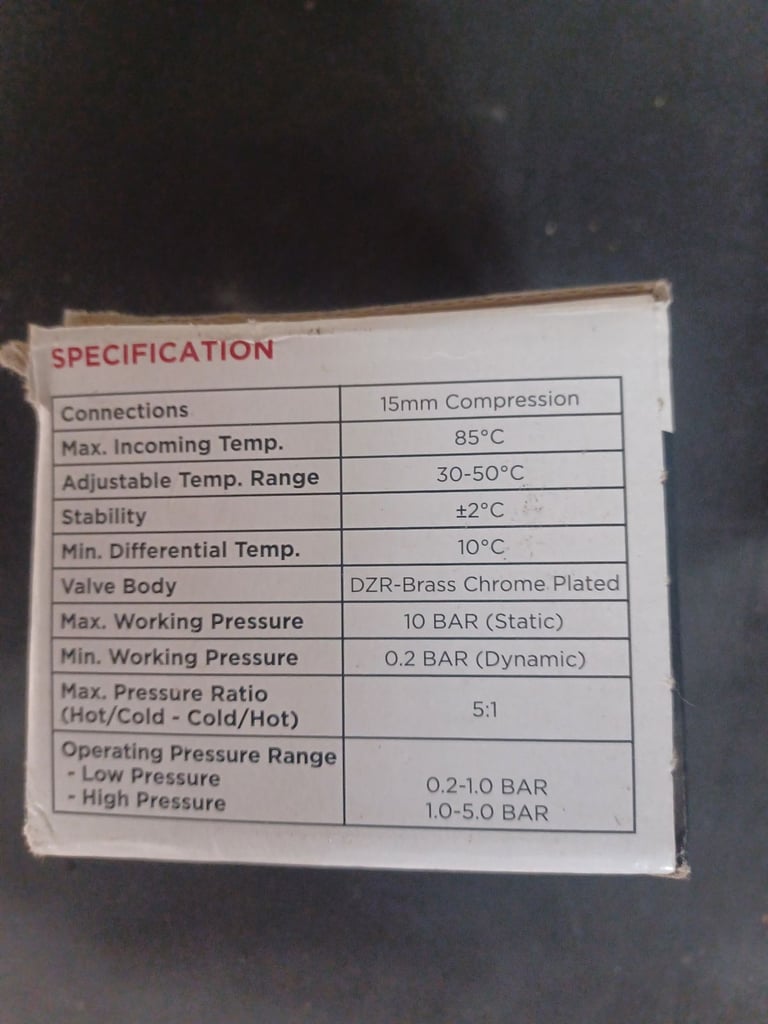 SPECIFICATION
Connections 15mm Compression
Max. Incoming Temp. 85°C
Adjustable Temp. Range 30-50°C
Stability ±2°C
Min. Differential Temp. 10°C
Valve Body DZR-Brass Chrome Plated
Max. Working Pressure 10 BAR (Static)
Min. Working Pressure 0.2 BAR (Dynamic)
Max. Pressure Ratio
(Hot/Cold - Cold/Hot) 5:1
Operating Pressure Range
- Low Pressure 0.2-1.0 BAR
- High Pressure 1.0-5.0 BAR